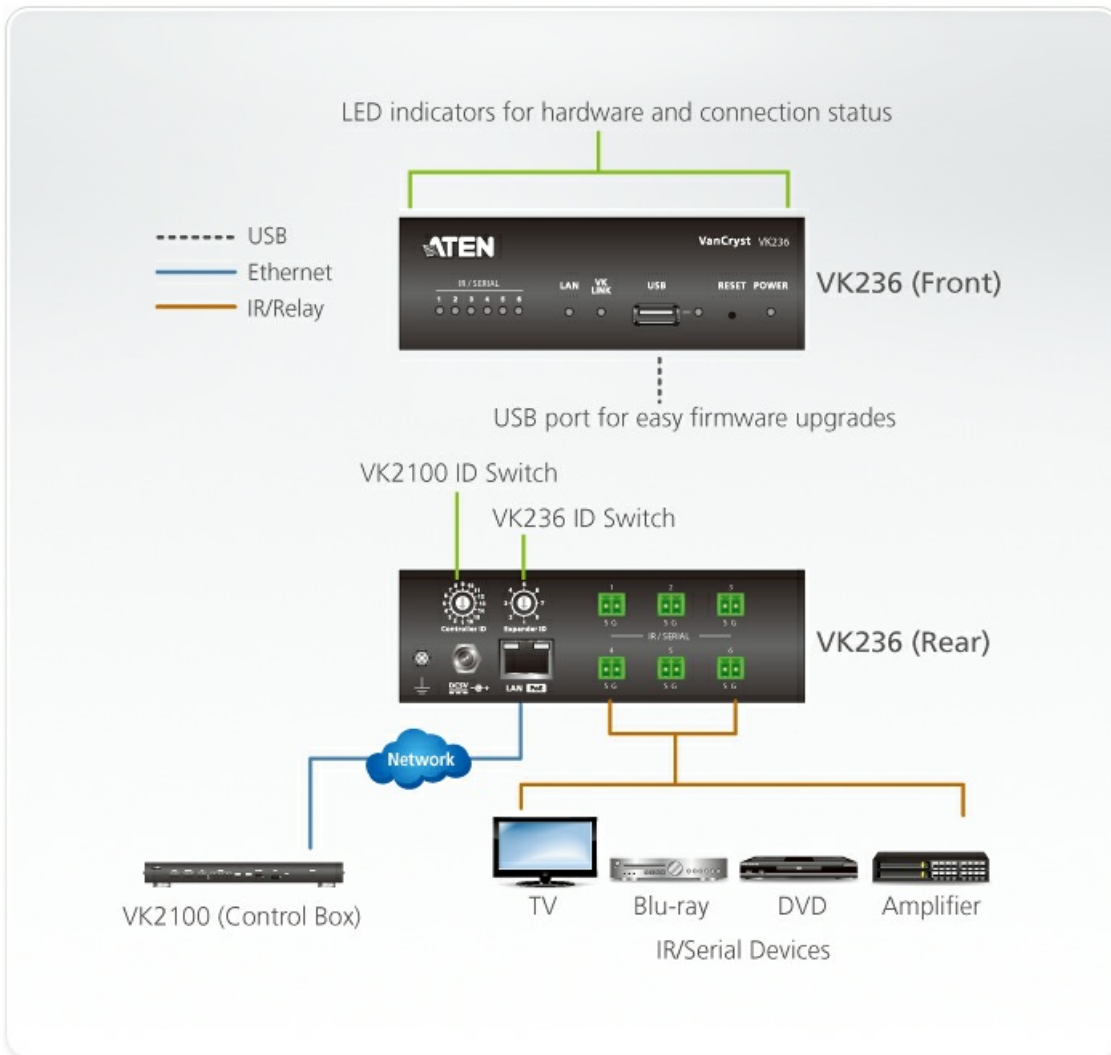 LED indicators for hardware and connection status
USB
Ethernet
IR/Relay
ATEN
VanCryst VK236
IR / SERIAL
1 2 3 4 5 6
LAN
VK LINK
USB
RESET POWER
VK236 (Front)
USB port for easy firmware upgrades
VK2100 ID Switch
VK236 ID Switch
Controller ID
Expander ID
1 2 3
S G S G S G
IR / SERIAL
4 5 6
S G S G S G
DC5V
LAN PoE
VK236 (Rear)
Network
VK2100 (Control Box)
TV
Blu-ray
DVD
Amplifier
IR/Serial Devices